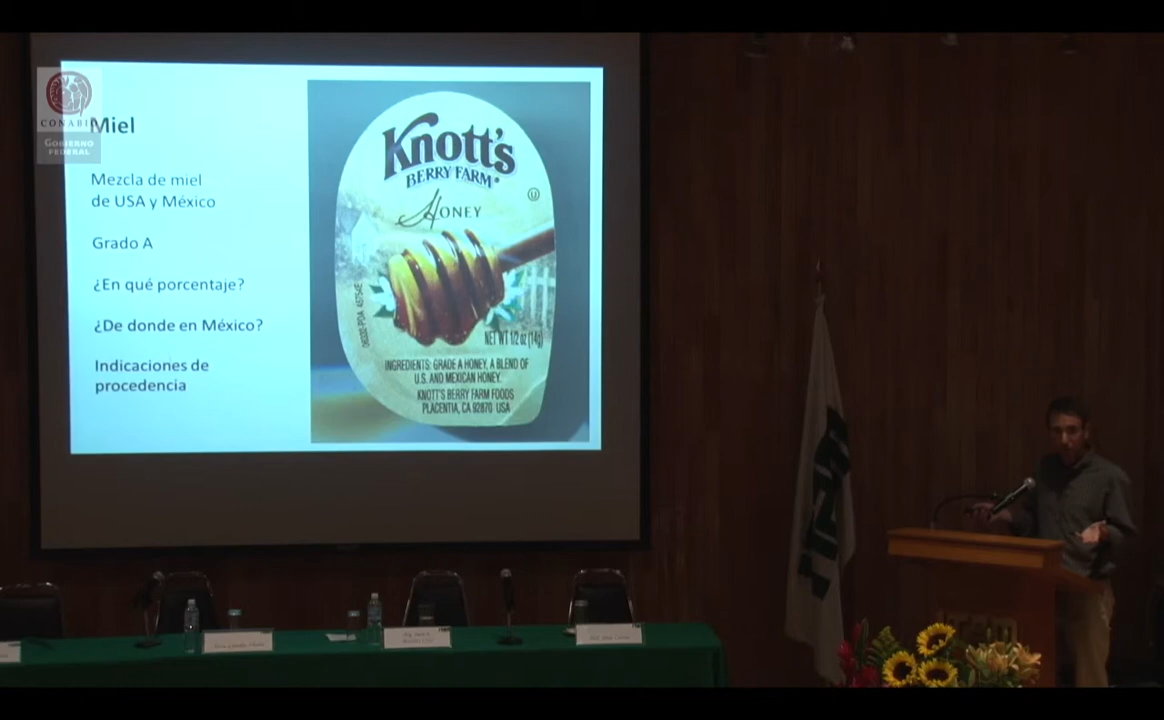 CONABIO
GOBIERNO
FEDERAL
Miel
Mezcla de miel
de USA y México
Grado A
¿En qué porcentaje?
¿De donde en México?
Indicaciones de
procedencia
Knott's
BERRY FARM®
HONEY
U
NET WT 1/2 oz (14g)
INGREDIENTS: GRADE A HONEY, A BLEND OF
U.S. AND MEXICAN HONEY.
KNOTT'S BERRY FARM FOODS
PLACENTIA, CA 92870 USA